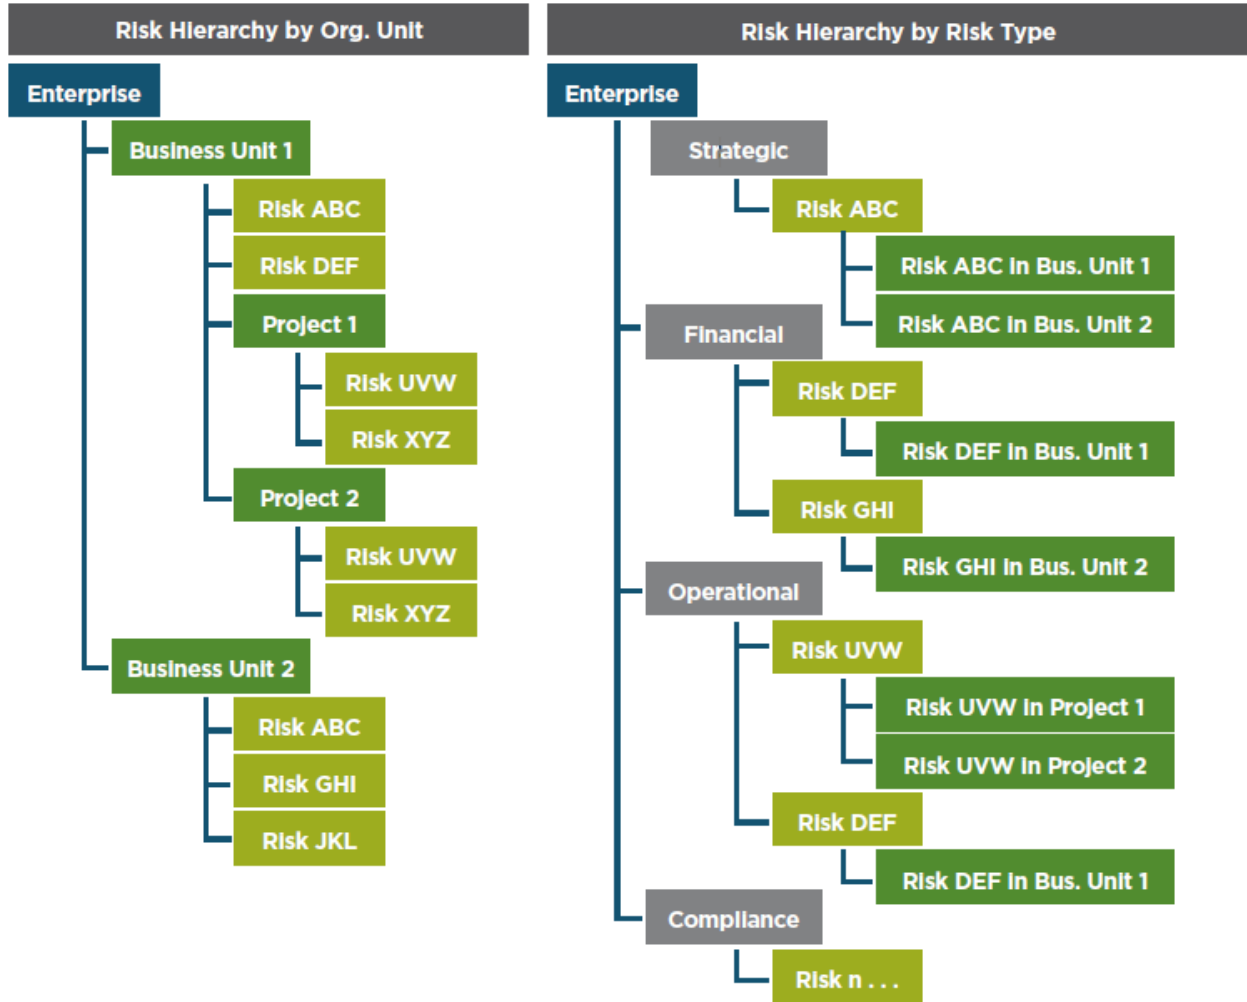 Risk Hierarchy by Org. Unit
Enterprise
Business Unit 1
Risk ABC
Risk DEF
Project 1
Risk UVW
Risk XYZ
Project 2
Risk UVW
Risk XYZ
Business Unit 2
Risk ABC
Risk GHI
Risk JKL
Risk Hierarchy by Risk Type
Enterprise
Strategic
Risk ABC
Risk ABC in Bus. Unit 1
Risk ABC in Bus. Unit 2
Financial
Risk DEF
Risk DEF in Bus. Unit 1
Risk GHI
Risk GHI in Bus. Unit 2
Operational
Risk UVW
Risk UVW in Project 1
Risk UVW in Project 2
Risk DEF
Risk DEF in Bus. Unit 1
Compliance
Risk n . . .